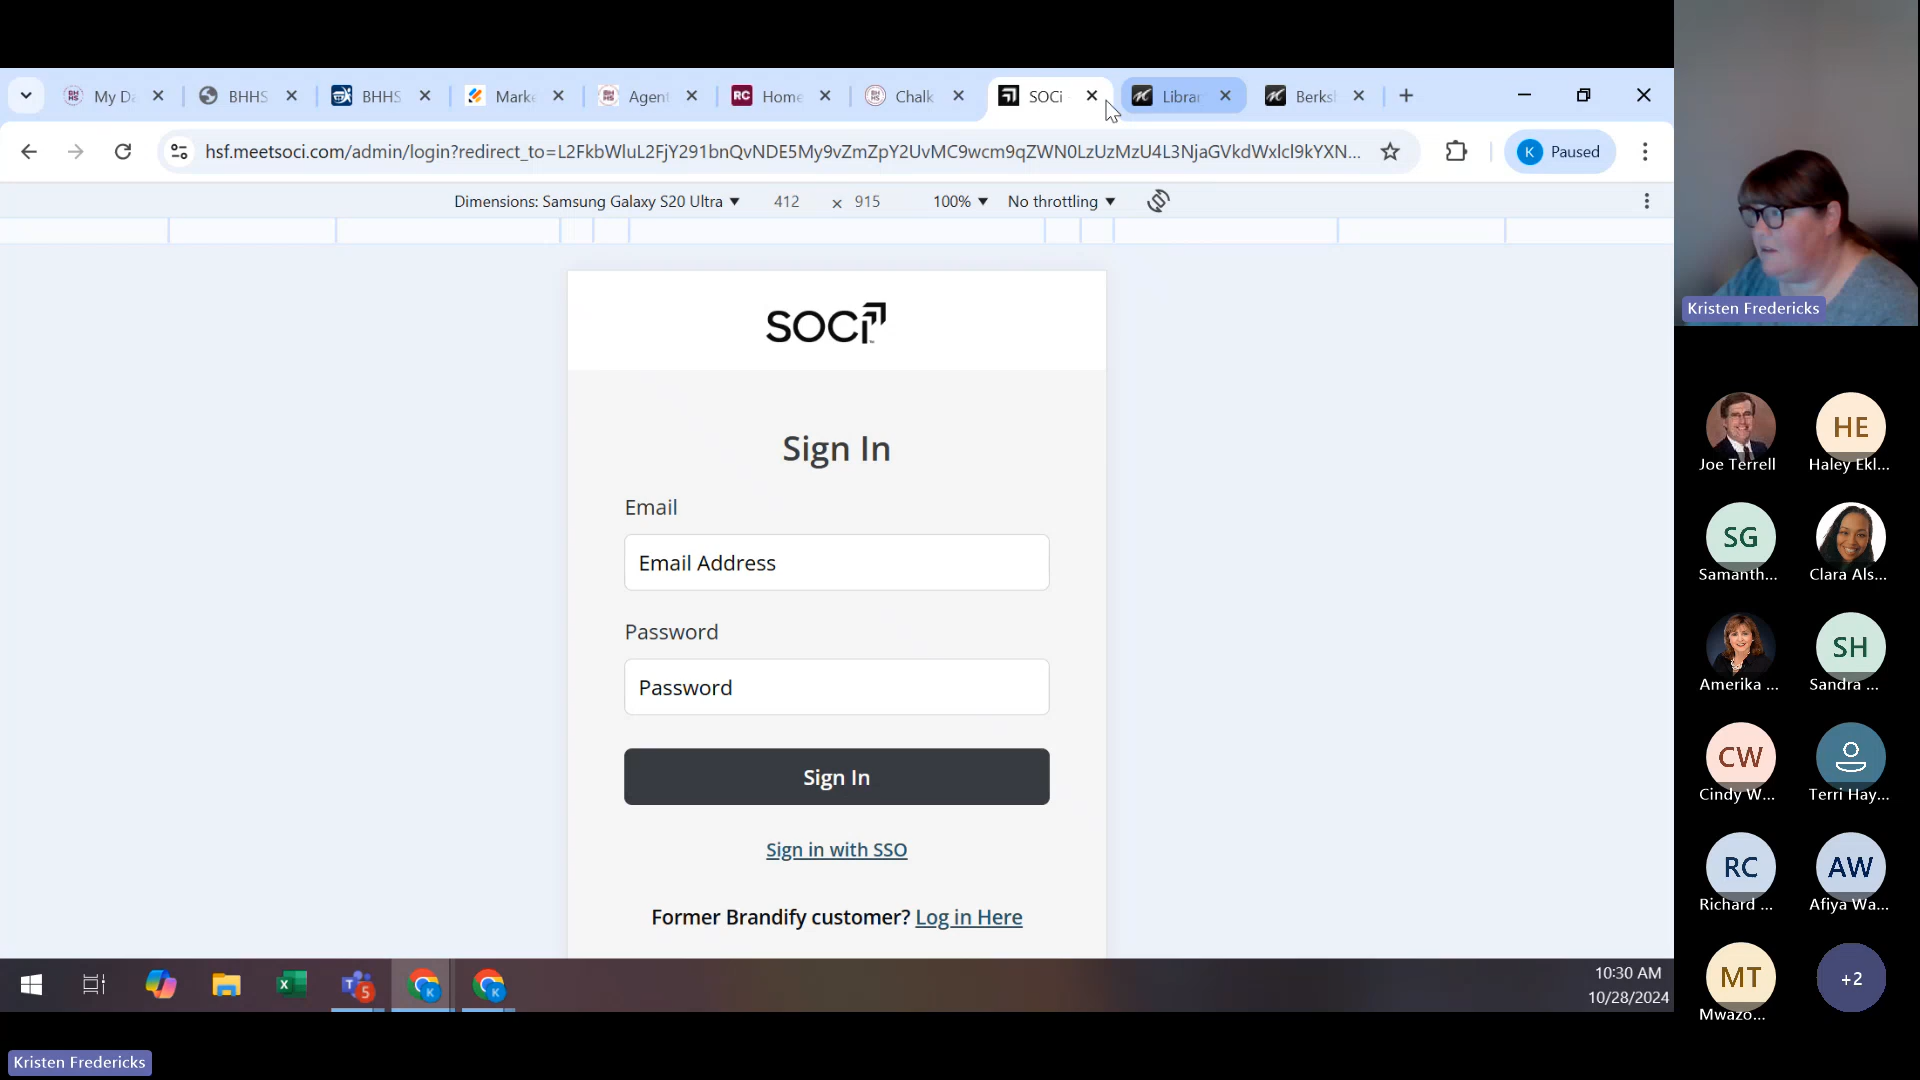 My Da
BHHS
BHHS
Marke
Agen
RC Home
Chalk
SOCi
Librar
Berks
hsf.meetsoci.com/admin/login?redirect_to=L2FkbWluL2FjY291bnQvNDE5My9vZmZpY2UvMC9wcm9qZWN0LzUzMzU4L3NjaGVkdWxlcl9kYXN...
K Paused
Dimensions: Samsung Galaxy S20 Ultra
412 x 915
100%
No throttling
SOCi
Sign In
Email
Email Address
Password
Password
Sign In
Sign in with SSO
Former Brandify customer? Log in Here
10:30 AM
10/28/2024
Kristen Fredericks
Kristen Fredericks
Joe Terrell
HE
Haley Ekl...
SG
Samanth...
Clara Als...
Amerika ...
SH
Sandra ...
CW
Cindy W...
Terri Hay...
RC
Richard ...
AW
Afiya Wa...
MT
Mwazo...
+2